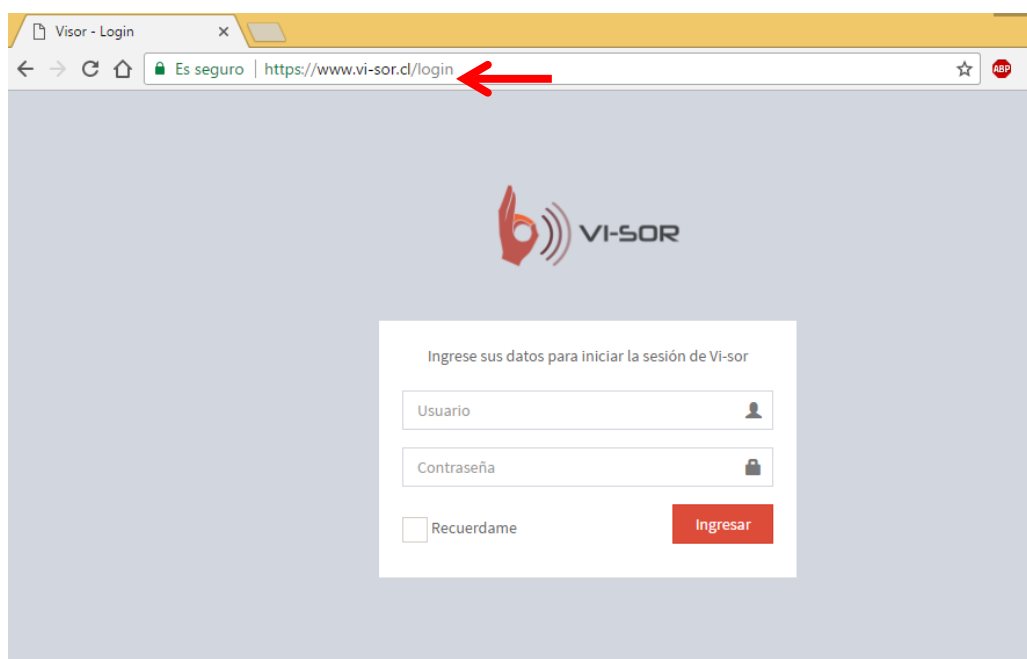 Visor - Login
Es seguro | https://www.vi-sor.cl/login
ABP
VI-SOR
Ingrese sus datos para iniciar la sesión de Vi-sor
Usuario
Contraseña
Recuerdame
Ingresar